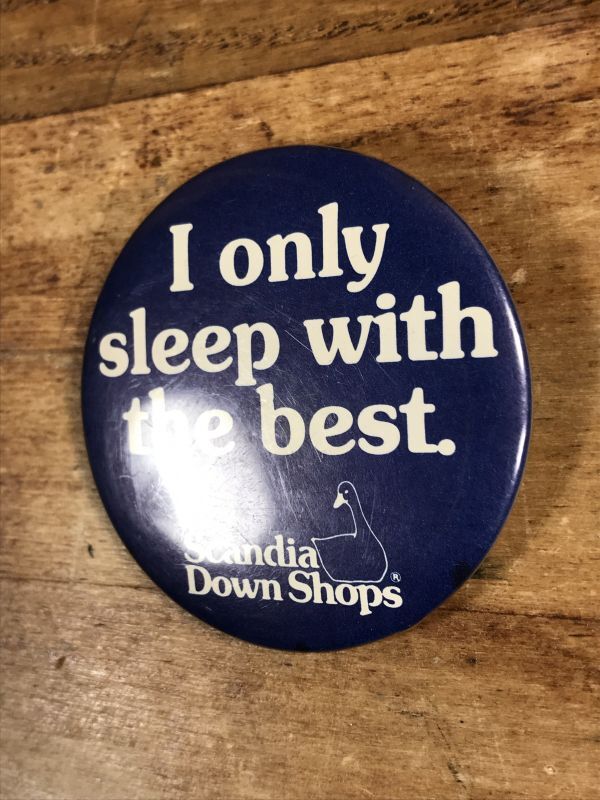 I only
sleep with
the best.
Scandia
Down Shops®